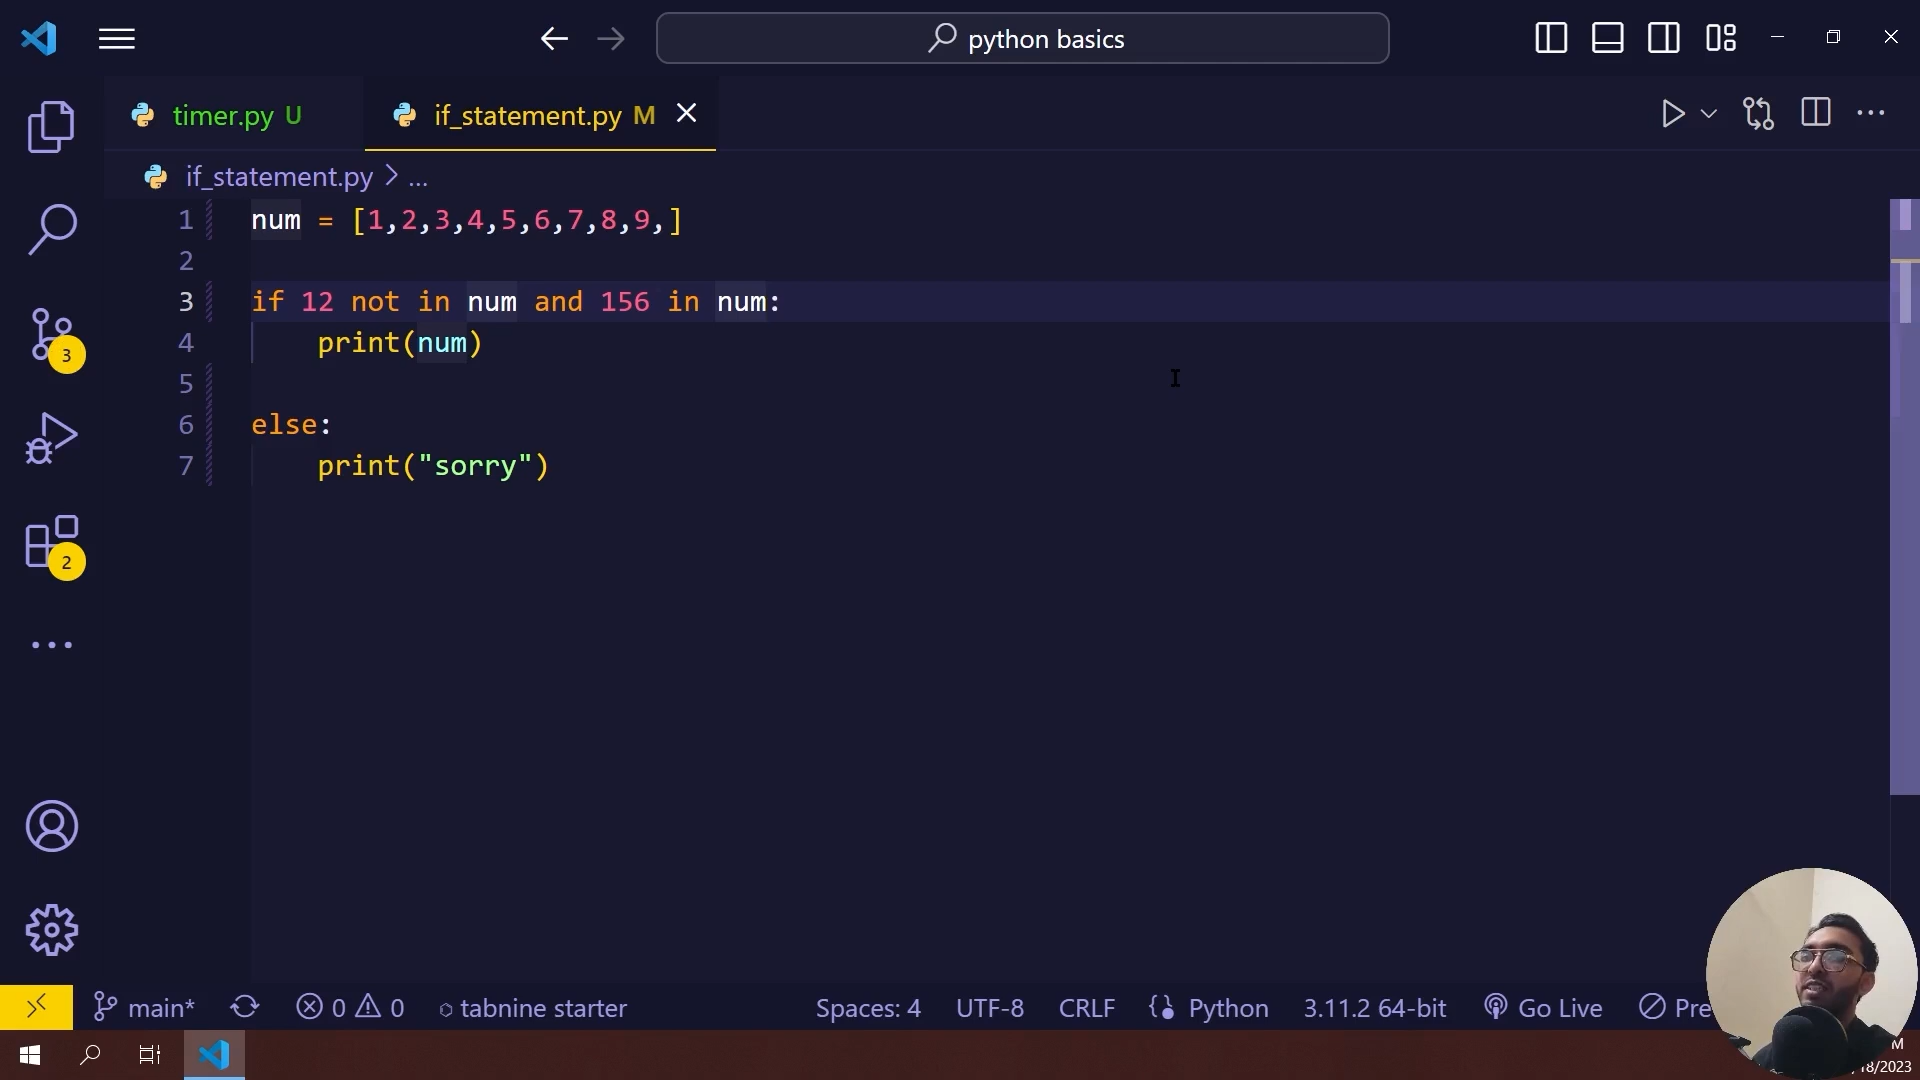 python basics
timer.py U
if_statement.py M
if_statement.py > ...
1 num = [1,2,3,4,5,6,7,8,9,]
2
3 if 12 not in num and 156 in num:
4 print(num)
5
6 else:
7 print("sorry")
3
2
main* 0 0 tabnine starter Spaces: 4 UTF-8 CRLF Python 3.11.2 64-bit Go Live